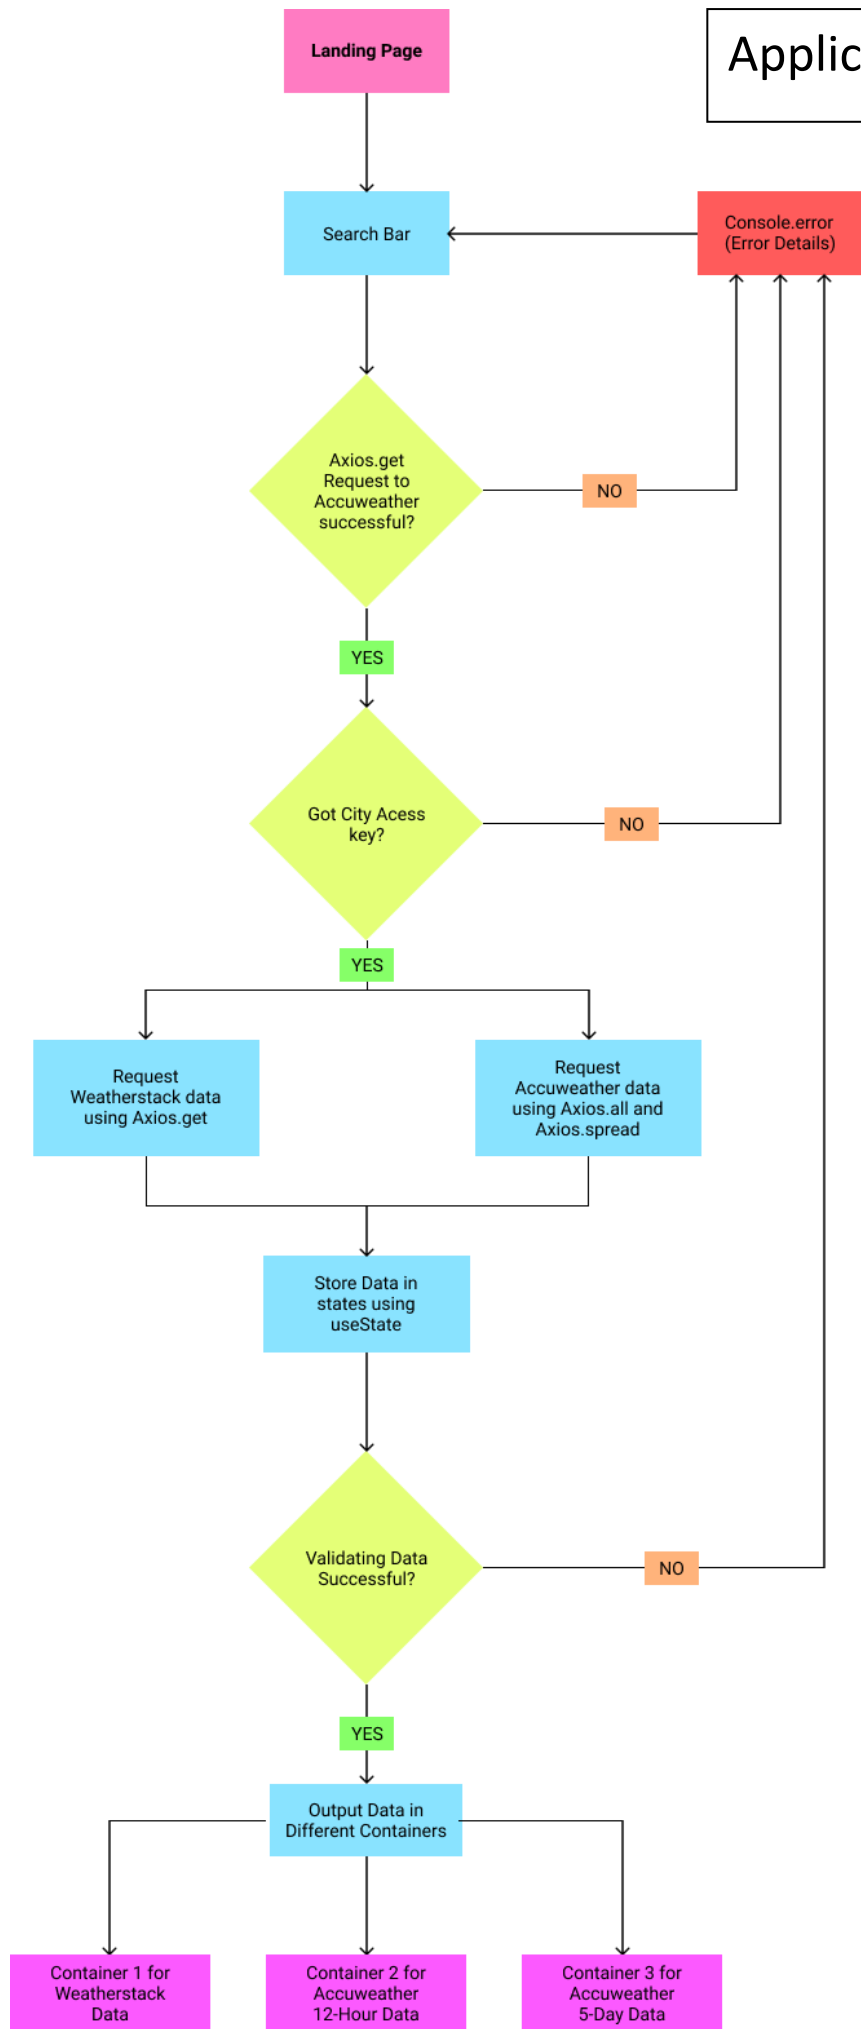 Landing Page
Applic
Search Bar
Console.error
(Error Details)
Axios.get
Request to
Accuweather
successful?
NO
YES
Got City Acess
key?
NO
YES
Request
Weatherstack data
using Axios.get
Request
Accuweather data
using Axios.all and
Axios.spread
Store Data in
states using
useState
Validating Data
Successful?
NO
YES
Output Data in
Different Containers
Container 1 for
Weatherstack
Data
Container 2 for
Accuweather
12-Hour Data
Container 3 for
Accuweather
5-Day Data